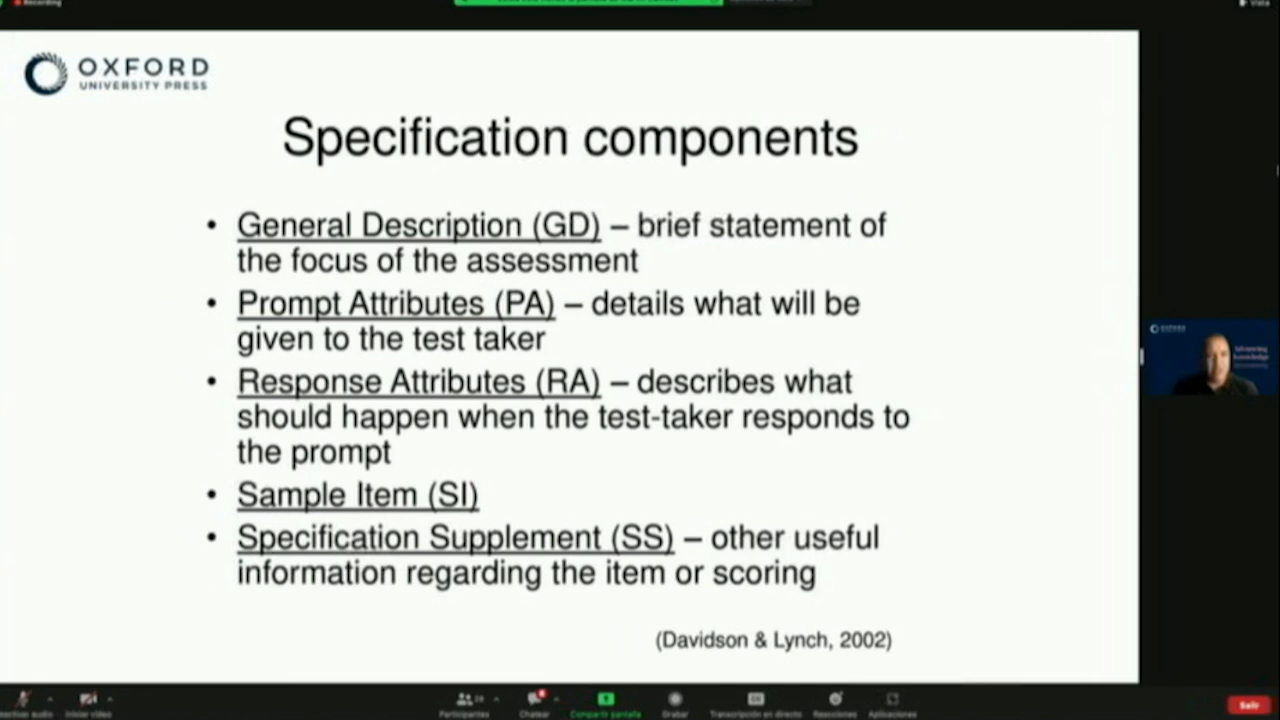 Recording
Vista
OXFORD
UNIVERSITY PRESS
Specification components
• General Description (GD) – brief statement of
the focus of the assessment
• Prompt Attributes (PA) – details what will be
given to the test taker
• Response Attributes (RA) – describes what
should happen when the test-taker responds to
the prompt
• Sample Item (SI)
• Specification Supplement (SS) – other useful
information regarding the item or scoring
(Davidson & Lynch, 2002)
OXFORD
Advancing
Knowledge
Iniciar video
Participantes
Chatear
Compartir pantalla
Grabar
Transcripción en directo
Reacciones
Aplicaciones
Salir